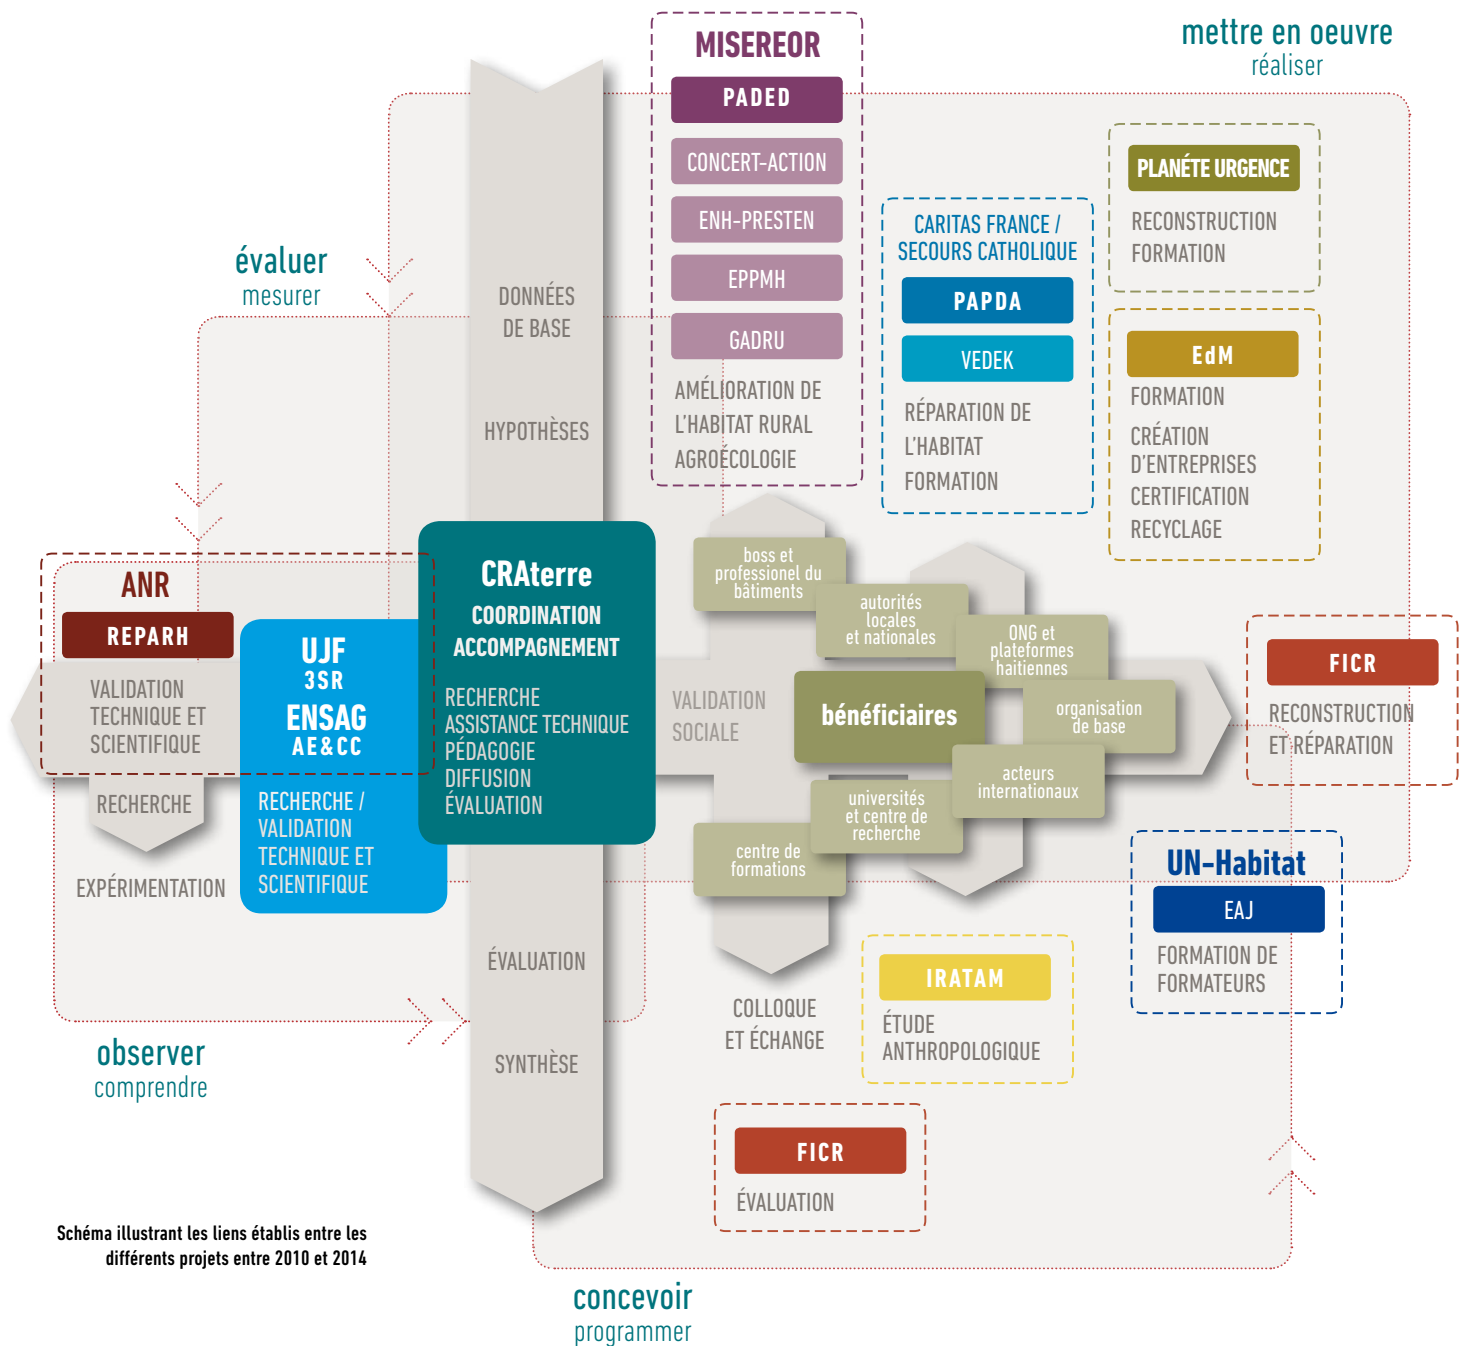 mettre en oeuvre
réaliser
MISEREOR
PADED
CONCERT-ACTION
ENH-PRESTEN
EPPMH
GADRU
AMÉLIORATION DE
L'HABITAT RURAL
AGROÉCOLOGIE
CARITAS FRANCE /
SECOURS CATHOLIQUE
PAPDA
VEDEK
RÉPARATION DE
L'HABITAT
FORMATION
PLANÉTE URGENCE
RECONSTRUCTION
FORMATION
EdM
FORMATION
CRÉATION
D'ENTREPRISES
CERTIFICATION
RECYCLAGE
évaluer
mesurer
DONNÉES
DE BASE
HYPOTHÈSES
ANR
REPARH
VALIDATION
TECHNIQUE ET
SCIENTIFIQUE
RECHERCHE
EXPÉRIMENTATION
UJF
3SR
ENSAG
AE&CC
RECHERCHE /
VALIDATION
TECHNIQUE ET
SCIENTIFIQUE
CRAterre
COORDINATION
ACCOMPAGNEMENT
RECHERCHE
ASSISTANCE TECHNIQUE
PÉDAGOGIE
DIFFUSION
ÉVALUATION
VALIDATION
SOCIALE
boss et
professionel du
bâtiments
autorités
locales
et nationales
ONG et
plateformes
haitiennes
bénéficiaires
organisation
de base
acteurs
internationaux
universités
et centre de
recherche
centre de
formations
FICR
RECONSTRUCTION
ET RÉPARATION
UN-Habitat
EAJ
FORMATION DE
FORMATEURS
ÉVALUATION
SYNTHÈSE
COLLOQUE
ET ÉCHANGE
IRATAM
ÉTUDE
ANTHROPOLOGIQUE
observer
comprendre
FICR
ÉVALUATION
Schéma illustrant les liens établis entre les
différents projets entre 2010 et 2014
concevoir
programmer